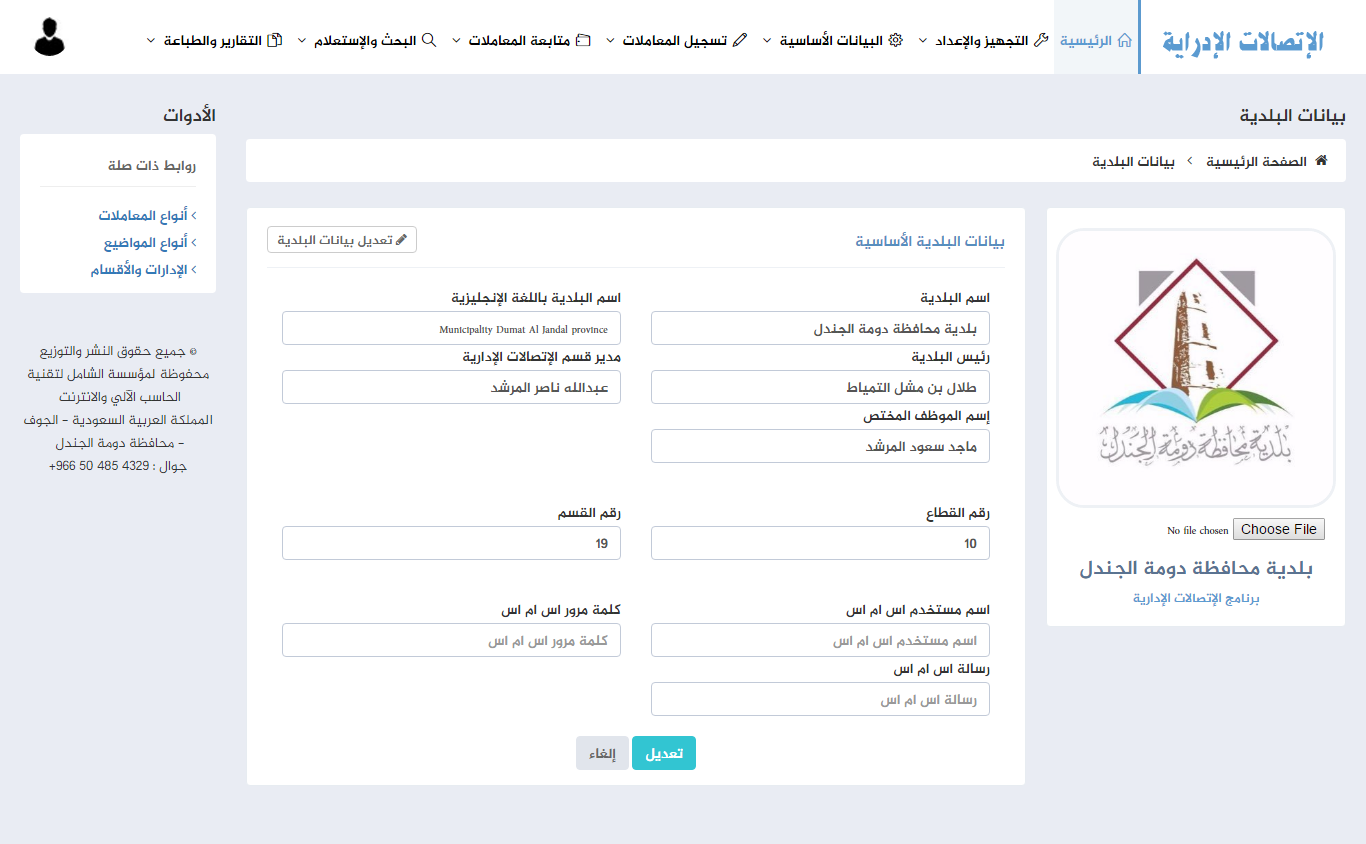 الإتصالات الإدراية
الرئيسية
التجهيز والإعداد
البيانات الأساسية
تسجيل المعاملات
متابعة المعاملات
البحث والإستعلام
التقارير والطباعة
بيانات البلدية
الصفحة الرئيسية
بيانات البلدية
بلدية محافظة دومة الجندل
Choose File No file chosen
بلدية محافظة دومة الجندل
برنامج الإتصالات الإدارية
بيانات البلدية الأساسية
تعديل بيانات البلدية
اسم البلدية
اسم البلدية باللغة الإنجليزية
بلدية محافظة دومة الجندل
Municipality Dumat Al Jandal province
رئيس البلدية
مدير قسم الإتصالات الإدارية
طلال بن مشل التمياط
عبدالله ناصر المرشد
إسم الموظف المختص
ماجد سعود المرشد
رقم القطاع
رقم القسم
10
19
اسم مستخدم اس ام اس
كلمة مرور اس ام اس
اسم مستخدم اس ام اس
كلمة مرور اس ام اس
رسالة اس ام اس
رسالة اس ام اس
تعديل
إلغاء
الأدوات
روابط ذات صلة
أنواع المعاملات
أنواع المواضيع
الإدارات والأقسام
© جميع حقوق النشر والتوزيع
محفوظة لمؤسسة الشامل لتقنية
الحاسب الآلي والانترنت
المملكة العربية السعودية - الجوف
- محافظة دومة الجندل
جوال : 4329 485 50 966+